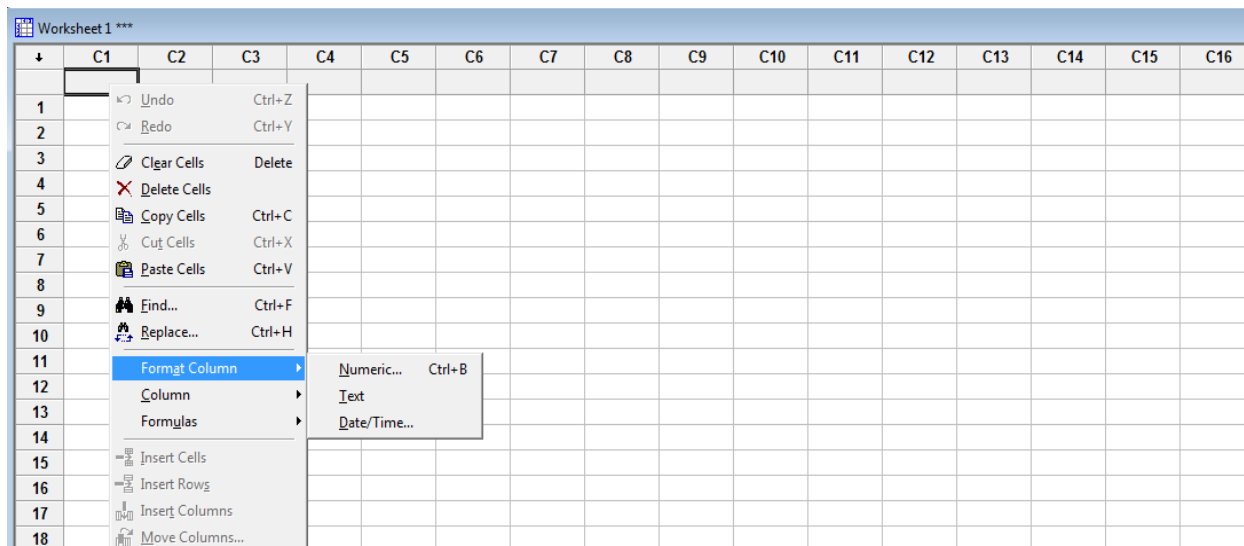 Worksheet 1 ***
C1 C2 C3 C4 C5 C6 C7 C8 C9 C10 C11 C12 C13 C14 C15 C16
Undo Ctrl+Z
1
Redo Ctrl+Y
2
3
Clear Cells Delete
4
Delete Cells
5
Copy Cells Ctrl+C
6
Cut Cells Ctrl+X
7
Paste Cells Ctrl+V
8
9
Find... Ctrl+F
10
Replace... Ctrl+H
11
Format Column
Numeric... Ctrl+B
12
Column
Text
13
Formulas
Date/Time...
14
15
Insert Cells
16
Insert Rows
17
Insert Columns
18
Move Columns...